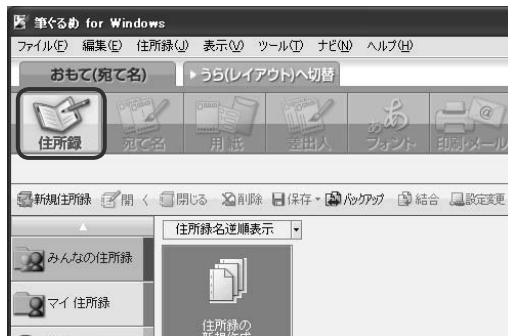 筆ぐるめ for Windows
ファイル(F) 編集(E) 住所録(J) 表示(V) ツール(T) ナビ(N) ヘルプ(H)
おもて(宛て名) うら(レイアウト)へ切替
住所録 宛て名 用紙 差出人 フォント 印刷・メール
新規住所録 開く 閉じる 削除 保存 バックアップ 結合 設定変更
住所録名逆順表示
みんなの住所録
マイ 住所録
住所録の
新規作成